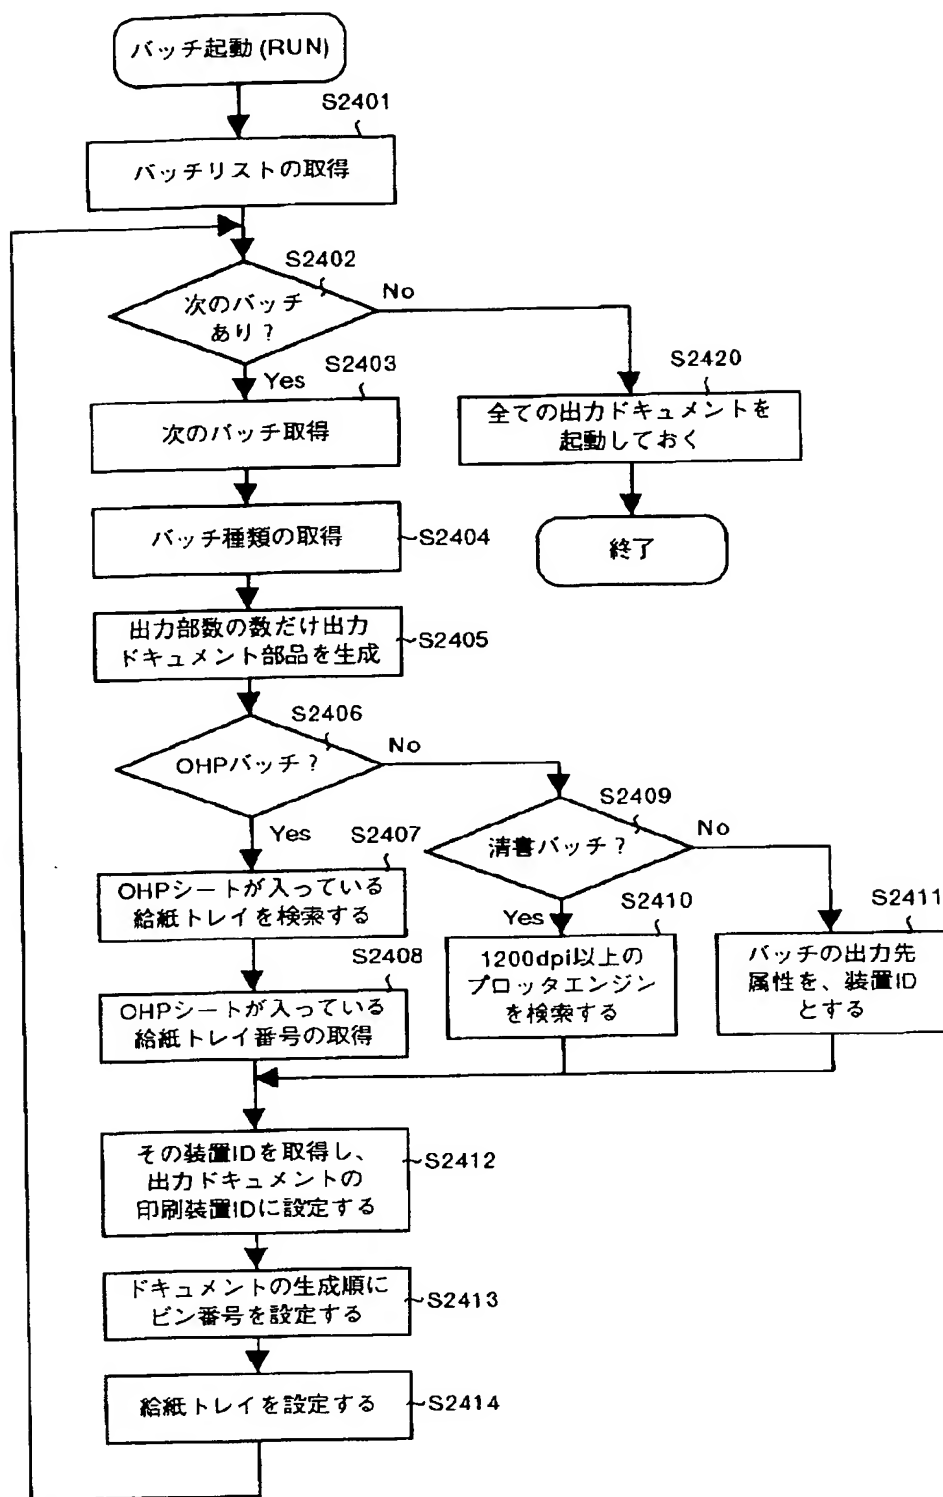 バッチ起動(RUN)
S2401
バッチリストの取得
S2402
次のバッチ
あり?
No
Yes
S2403
次のバッチ取得
S2420
全ての出力ドキュメントを
起動しておく
終了
バッチ種類の取得
S2404
出力部数の数だけ出力
ドキュメント部品を生成
S2405
S2406
OHPバッチ?
No
Yes
S2407
OHPシートが入っている
給紙トレイを検索する
S2408
OHPシートが入っている
給紙トレイ番号の取得
S2409
清書バッチ?
No
Yes
S2410
1200dpi以上の
プロッタエンジン
を検索する
S2411
バッチの出力先
属性を、装置ID
とする
その装置IDを取得し、
出力ドキュメントの
印刷装置IDに設定する
S2412
ドキュメントの生成順に
ビン番号を設定する
S2413
給紙トレイを設定する
S2414